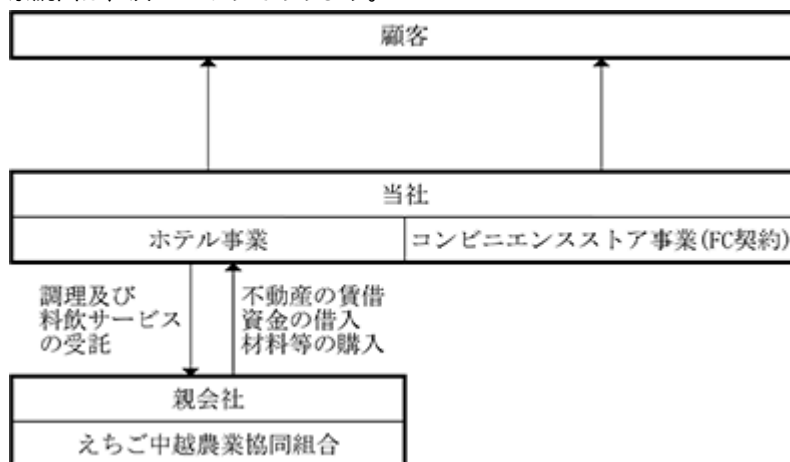 顧客
当社
ホテル事業
コンビニエンスストア事業(FC契約)
調理及び
料飲サービス
の受託
不動産の賃借
資金の借入
材料等の購入
親会社
えちご中越農業協同組合